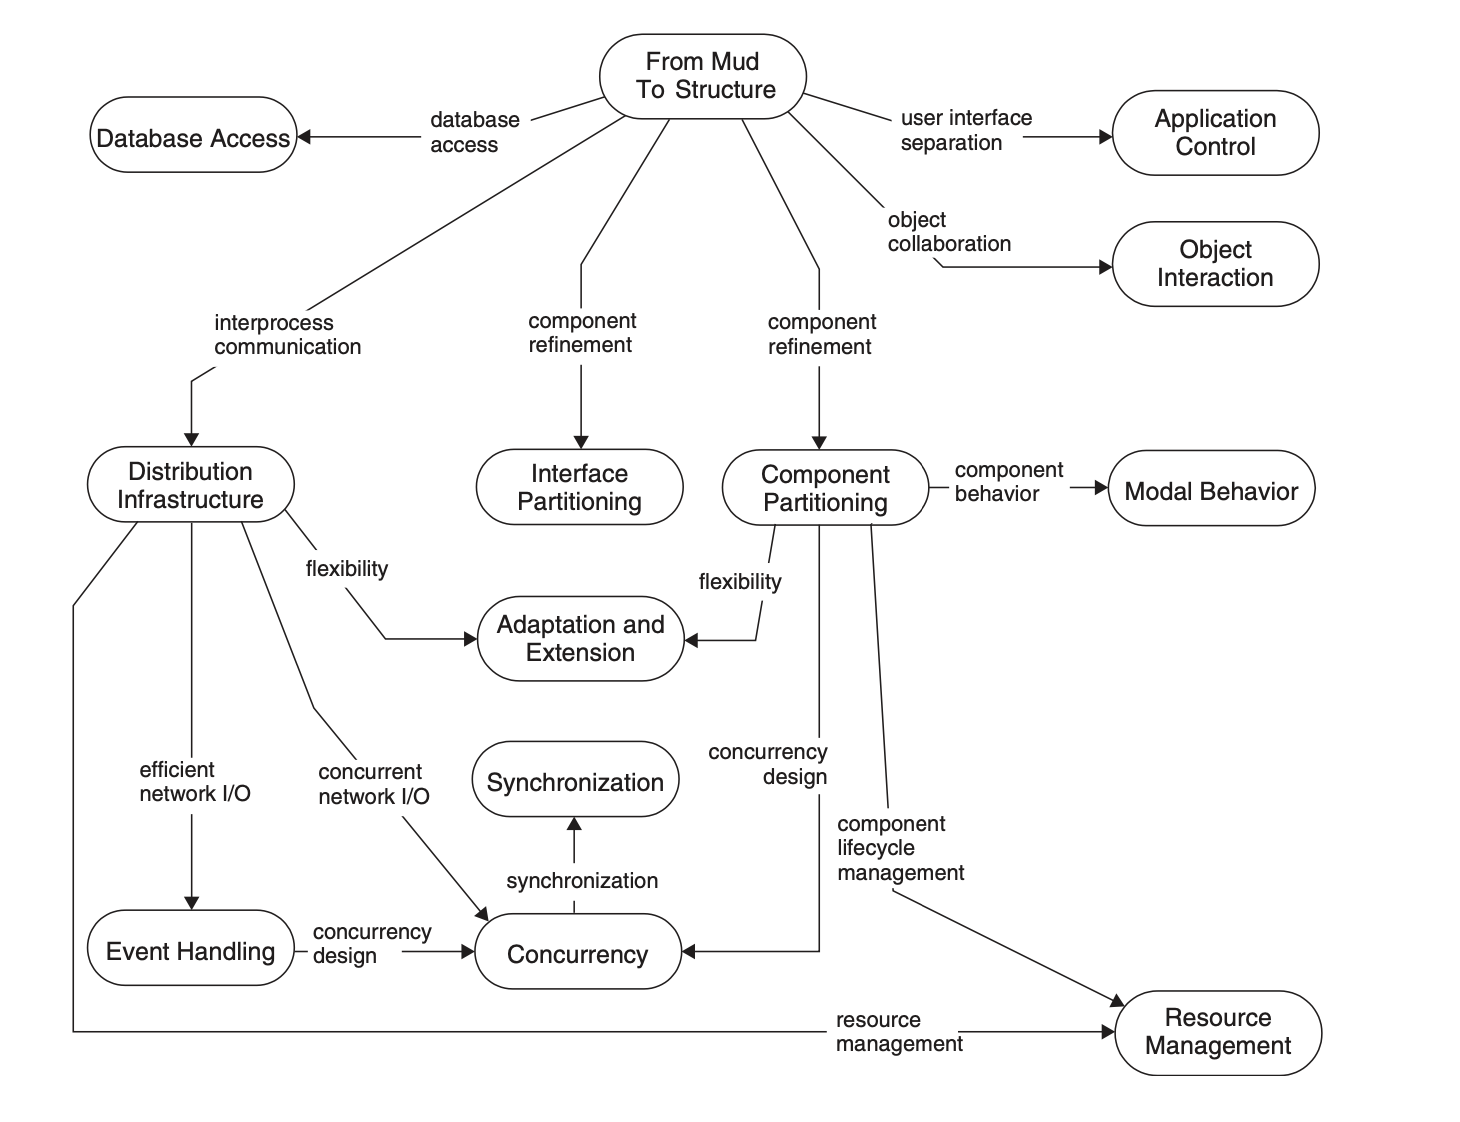 From Mud
To Structure
Database Access
database
access
user interface
separation
Application
Control
object
collaboration
Object
Interaction
interprocess
communication
component
refinement
component
refinement
Distribution
Infrastructure
Interface
Partitioning
Component
Partitioning
component
behavior
Modal Behavior
flexibility
flexibility
Adaptation and
Extension
efficient
network I/O
concurrent
network I/O
Synchronization
concurrency
design
component
lifecycle
management
synchronization
Event Handling
concurrency
design
Concurrency
resource
management
Resource
Management